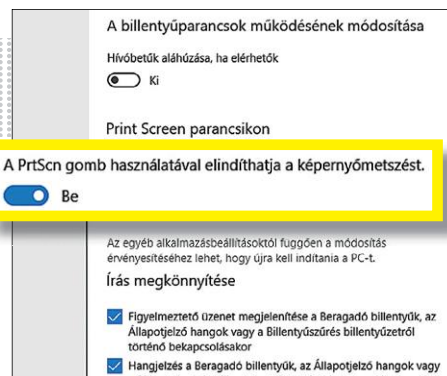 A billentyűparancsok működésének módosítása
Hívóbetűk aláhúzása, ha elérhetők
Ki
Print Screen parancsikon
A PrtScn gomb használatával elindíthatja a képernyőmetszést.
Be
Az egyéb alkalmazásbeállításoktól függően a módosítás
érvényesítéséhez lehet, hogy újra kell indítania a PC-t.
Írás megkönnyítése
Figyelmeztető üzenet megjelenítése a Beragadó billentyűk, az
Állapotjelző hangok vagy a Billentyűszűrés billentyűzetről
történő bekapcsolásakor
Hangjelzés a Beragadó billentyűk, az Állapotjelző hangok vagy